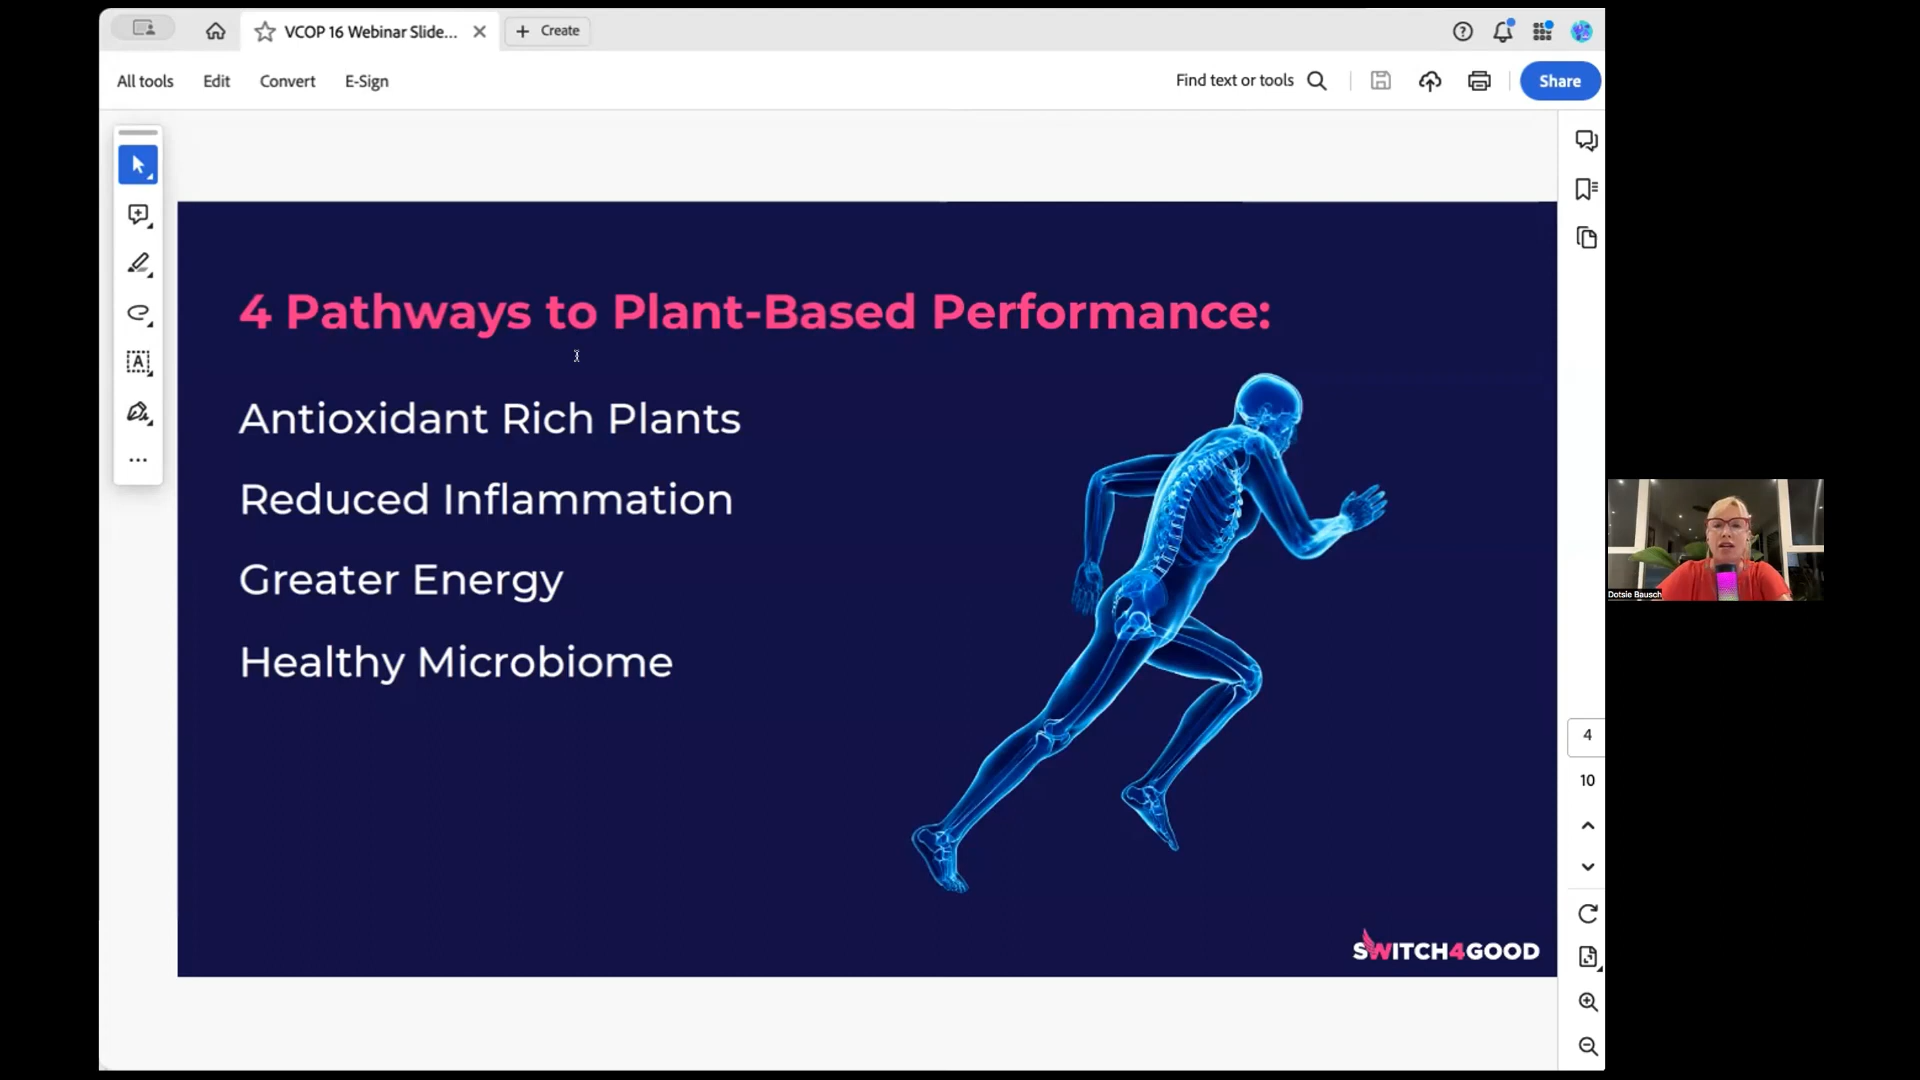 VCOP 16 Webinar Slide...
Create
All tools
Edit
Convert
E-Sign
Find text or tools
Share
4 Pathways to Plant-Based Performance:
Antioxidant Rich Plants
Reduced Inflammation
Greater Energy
Healthy Microbiome
SWITCH4GOOD
4
10
Dotsie Bausch